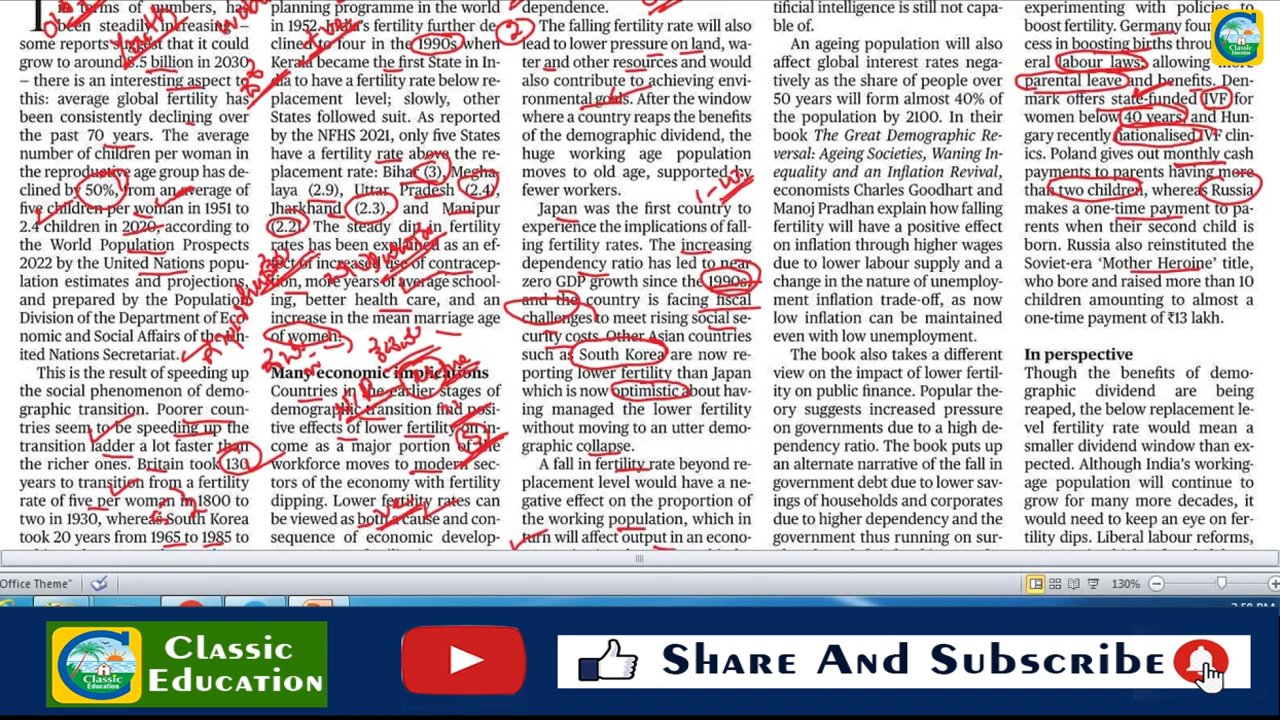 in terms of numbers, has
been steadily increasing –
some reports suggest that it could
grow to around 8.5 billion in 2030
– there is an interesting aspect to
this: average global fertility has
been consistently declining over
the past 70 years. The average
number of children per woman in
the reproductive age group has de-
clined by 50%, from an average of
five children per woman in 1951 to
2.4 children in 2020, according to
the World Population Prospects
2022 by the United Nations popu-
lation estimates and projections,
and prepared by the Population
Division of the Department of Eco-
nomic and Social Affairs of the Un-
ited Nations Secretariat.
This is the result of speeding up
the social phenomenon of demo-
graphic transition. Poorer coun-
tries seem to be speeding up the
transition ladder a lot faster than
the richer ones. Britain took 130
years to transition from a fertility
rate of five per woman in 1800 to
two in 1930, whereas South Korea
took 20 years from 1965 to 1985 to
planning programme in the world
in 1952. India's fertility further de-
clined to four in the 1990s when
Kerala became the first State in In-
dia to have a fertility rate below re-
placement level; slowly, other
States followed suit. As reported
by the NFHS 2021, only five States
have a fertility rate above the re-
placement rate: Bihar (3), Megha-
laya (2.9), Uttar Pradesh (2.4),
Jharkhand (2.3), and Manipur
(2.2). The steady dip in fertility
rates has been explained as an ef-
fect of increased use of contracep-
tion, more years of average school-
ing, better health care, and an
increase in the mean marriage age
of women.
Many economic implications
Countries in the earlier stages of
demographic transition find posi-
tive effects of lower fertility on in-
come as a major portion of the
workforce moves to modern sec-
tors of the economy with fertility
dipping. Lower fertility rates can
be viewed as both a cause and con-
sequence of economic develop-
dependence.
The falling fertility rate will also
lead to lower pressure on land, wa-
ter and other resources and would
also contribute to achieving envi-
ronmental goals. After the window
where a country reaps the benefits
of the demographic dividend, the
huge working age population
moves to old age, supported by
fewer workers.
Japan was the first country to
experience the implications of fall-
ing fertility rates. The increasing
dependency ratio has led to near
zero GDP growth since the 1990s,
and the country is facing fiscal
challenges to meet rising social se-
curity costs. Other Asian countries
such as South Korea are now re-
porting lower fertility than Japan
which is now optimistic about hav-
ing managed the lower fertility
without moving to an utter demo-
graphic collapse.
A fall in fertility rate beyond re-
placement level would have a ne-
gative effect on the proportion of
the working population, which in
turn will affect output in an econo-
tificial intelligence is still not capa-
ble of.
An ageing population will also
affect global interest rates negat-
ively as the share of people over
50 years will form almost 40% of
the population by 2100. In their
book The Great Demographic Re-
versal: Ageing Societies, Waning In-
equality and an Inflation Revival,
economists Charles Goodhart and
Manoj Pradhan explain how falling
fertility will have a positive effect
on inflation through higher wages
due to lower labour supply and a
change in the nature of unemploy-
ment inflation trade-off, as now
low inflation can be maintained
even with low unemployment.
The book also takes a different
view on the impact of lower fertil-
ity on public finance. Popular the-
ory suggests increased pressure
on governments due to a high de-
pendency ratio. The book puts up
an alternate narrative of the fall in
government debt due to lower sav-
ings of households and corporates
due to higher dependency and the
government thus running on sur-
experimenting with policies to
boost fertility. Germany found
cess in boosting births through
eral labour laws, allowing more
parental leave and benefits. Den-
mark offers state-funded IVF for
women below 40 years, and Hun-
gary recently nationalised IVF clin-
ics. Poland gives out monthly cash
payments to parents having more
than two children, whereas Russia
makes a one-time payment to pa-
rents when their second child is
born. Russia also reinstituted the
Soviet-era 'Mother Heroine' title,
who bore and raised more than 10
children amounting to almost a
one-time payment of ₹13 lakh.
In perspective
Though the benefits of demo-
graphic dividend are being
reaped, the below replacement le-
vel fertility rate would mean a
smaller dividend window than ex-
pected. Although India's working-
age population will continue to
grow for many more decades, it
would need to keep an eye on fer-
tility dips. Liberal labour reforms,
Classic
Education
Office Theme"
130%
Classic
Education
Classic
Education
Share And Subscribe